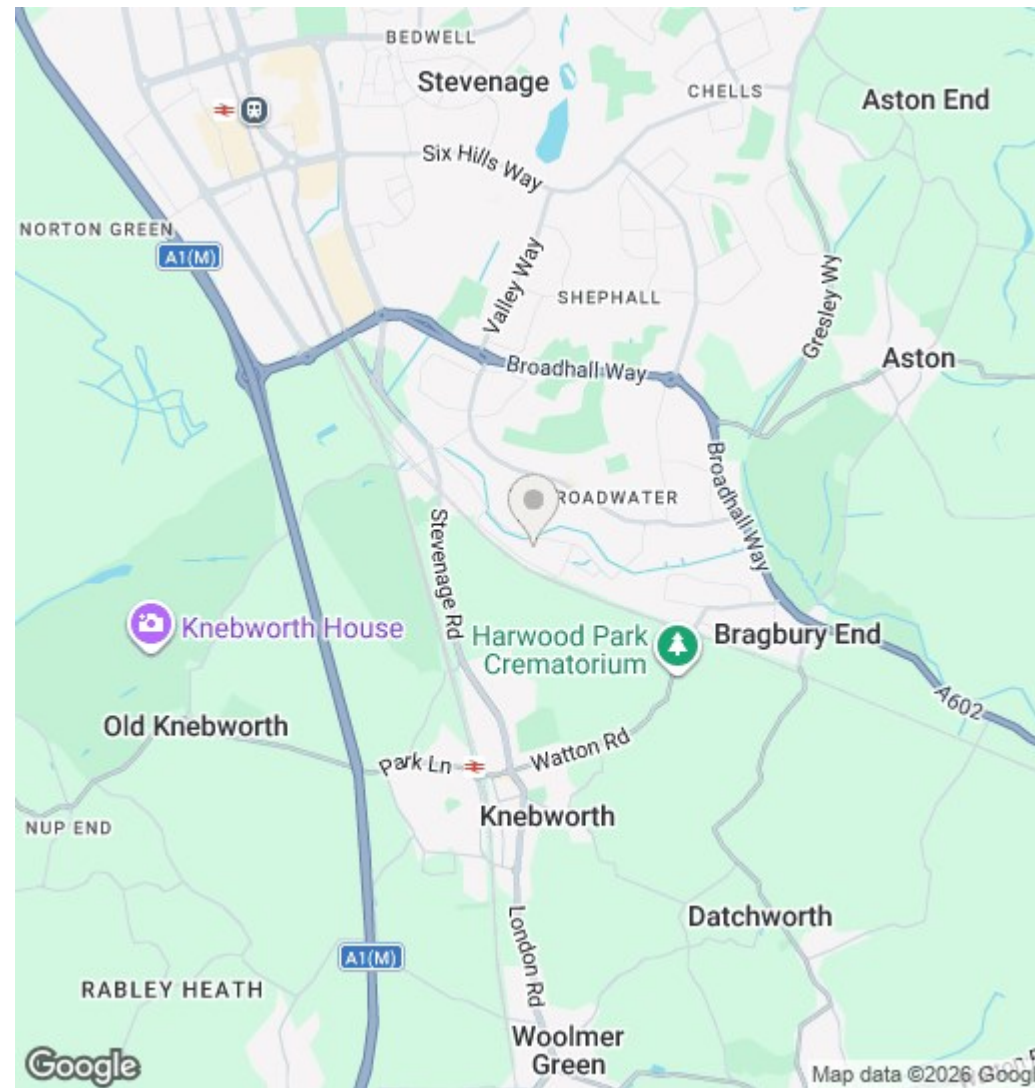 BEDWELL
Stevenage
CHELLS
Aston End
Six Hills Way
NORTON GREEN
A1(M)
Valley Way
SHEPHALL
Gresley Wy
Broadhall Way
Aston
ROADWATER
Broadhall Way
Stevenage Rd
Knebworth House
Harwood Park
Crematorium
Bragbury End
A602
Old Knebworth
Park Ln
Watton Rd
NUP END
Knebworth
Datchworth
London Rd
A1(M)
RABLEY HEATH
Woolmer
Green
Google
Map data ©2026 Googl